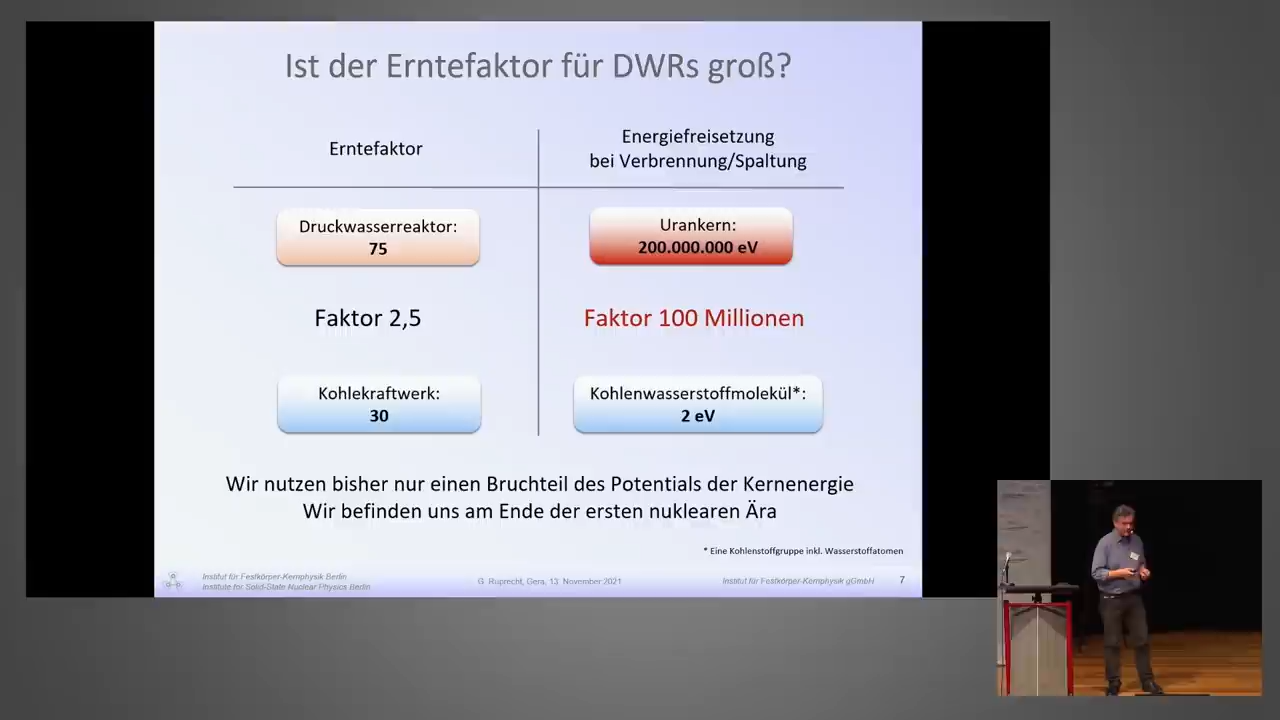 Ist der Erntefaktor für DWRs groß?
Erntefaktor
Energiefreisetzung
bei Verbrennung/Spaltung
Druckwasserreaktor:
75
Urankern:
200.000.000 eV
Faktor 2,5
Faktor 100 Millionen
Kohlekraftwerk:
30
Kohlenwasserstoffmolekül*:
2 eV
Wir nutzen bisher nur einen Bruchteil des Potentials der Kernenergie
Wir befinden uns am Ende der ersten nuklearen Ära
* Eine Kohlenstoffgruppe inkl. Wasserstoffatomen
Institut für Festkörper-Kernphysik Berlin
Institute for Solid-State Nuclear Physics Berlin
G. Ruprecht, Gera, 13. November 2021
Institut für Festkörper-Kernphysik gGmbH
7